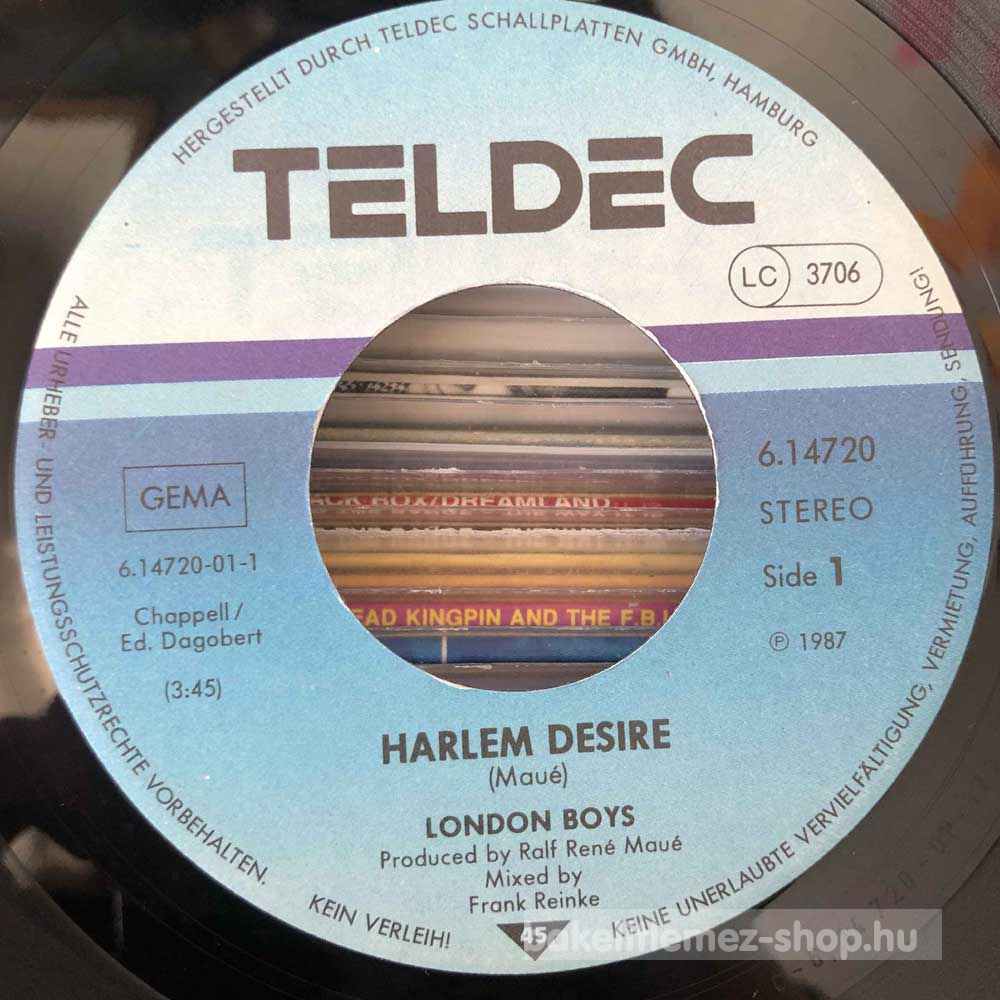 HERGESTELLT DURCH TELDEC SCHALLPLATTEN GMBH, HAMBURG
TELDEC
LC 3706
GEMA
6.14720-01-1
Chappell/
Ed. Dagobert
(3:45)
6.14720
STEREO
Side 1
℗ 1987
BOX/DREAMLAND
KINGPIN AND THE F.B.I
HARLEM DESIRE
(Maué)
LONDON BOYS
Produced by Ralf René Maué
Mixed by
Frank Reinke
45
ALLE URHEBER- UND LEISTUNGSSCHUTZRECHTE VORBEHALTEN.
KEIN VERLEIH!
KEINE UNERLAUBTE VERVIELFÄLTIGUNG, VERMIETUNG, AUFFÜHRUNG, SENDUNG!
bakelitlemez-shop.hu